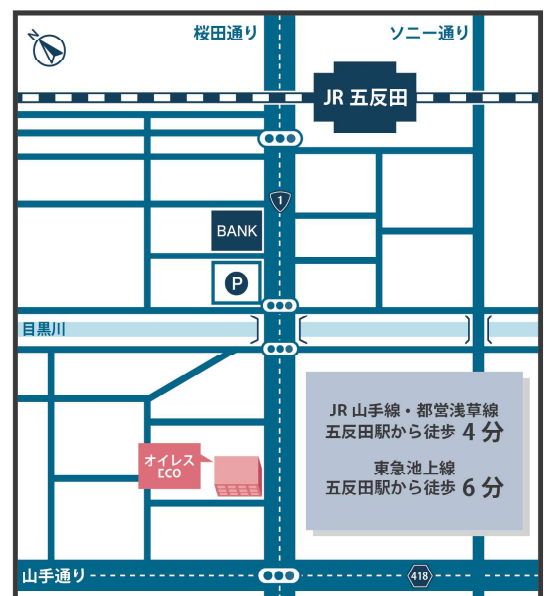 N
桜田通り
ソニー通り
JR 五反田
1
BANK
P
目黒川
JR 山手線・都営浅草線
五反田駅から徒歩 4 分
東急池上線
五反田駅から徒歩 6 分
オイレス
ECO
山手通り
418